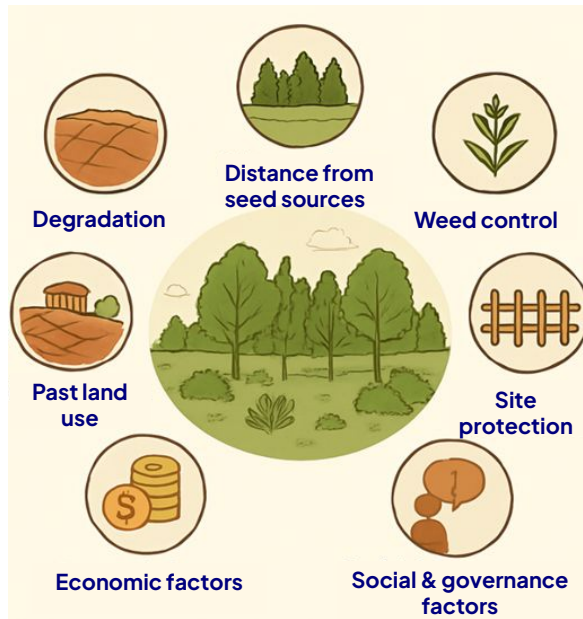 Distance from
seed sources
Degradation
Weed control
Past land
use
Site
protection
$
Economic factors
Social & governance
factors